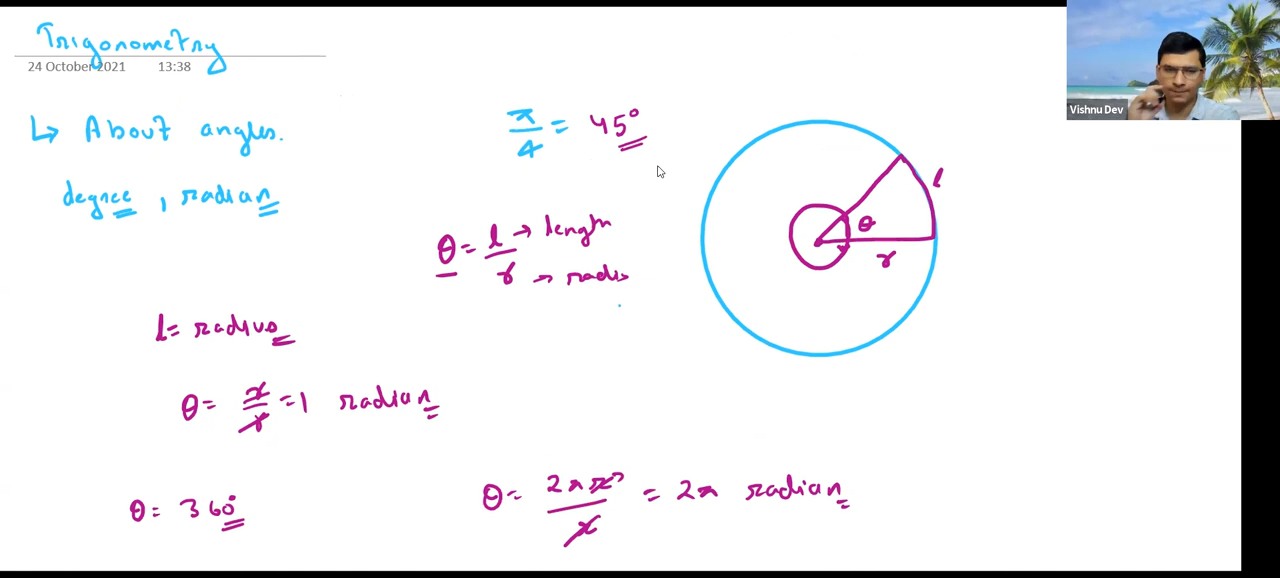 Trigonometry
24 October 2021 13:38
↳ About angles.
degree, radian
π/4 = 45°
θ = l/r → length
→ radis
l = radius
θ = r/r = 1 radian
θ = 360°
θ = 2πr/r = 2π radian
l
θ
r
Vishnu Dev